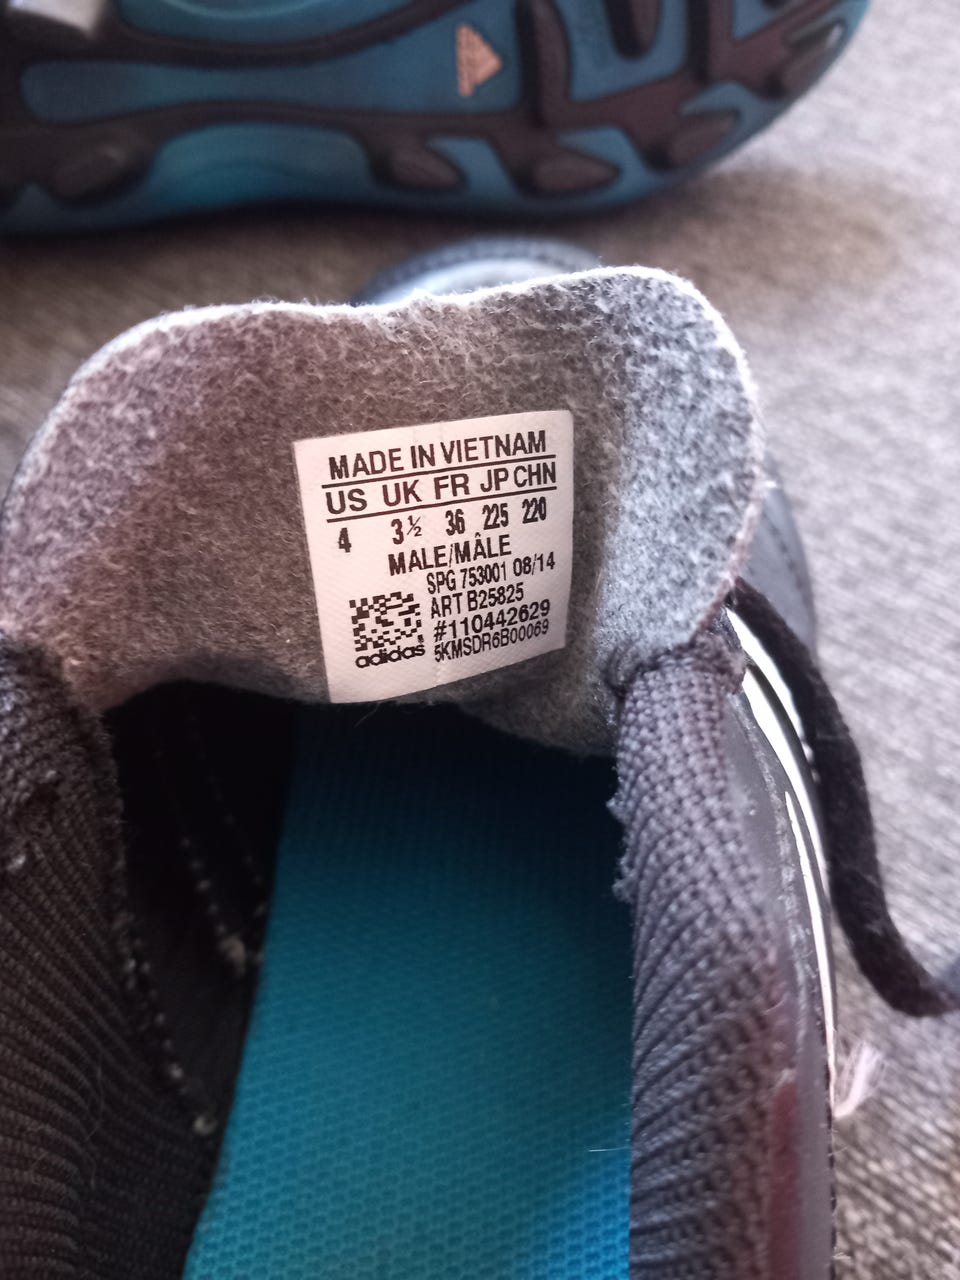 MADE IN VIETNAM
US UK FR JP CHN
4 3½ 36 225 220
MALE/MÂLE
SPG 753001 08/14
ART B25825
#110442629
adidas 5KMSDR6B00069